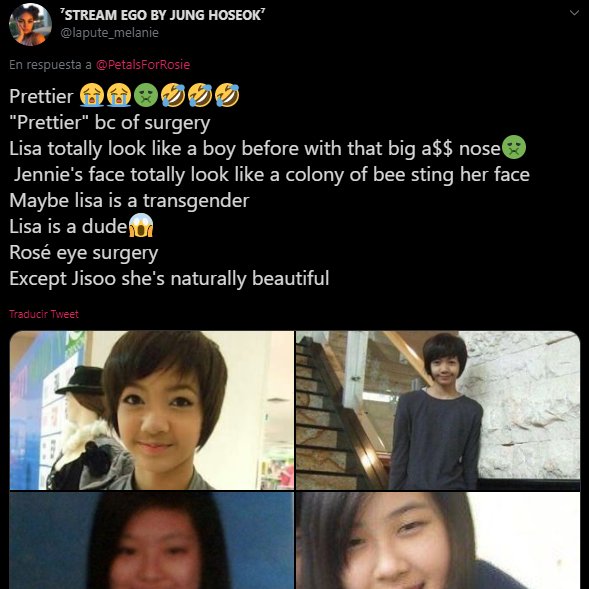 ⁷STREAM EGO BY JUNG HOSEOK⁷
@lapute_melanie
En respuesta a @PetalsForRosie
Prettier 😭😭🤢🤣🤣🤣
"Prettier" bc of surgery
Lisa totally look like a boy before with that big a$$ nose🤢
Jennie's face totally look like a colony of bee sting her face
Maybe lisa is a transgender
Lisa is a dude😱
Rosé eye surgery
Except Jisoo she's naturally beautiful
Traducir Tweet